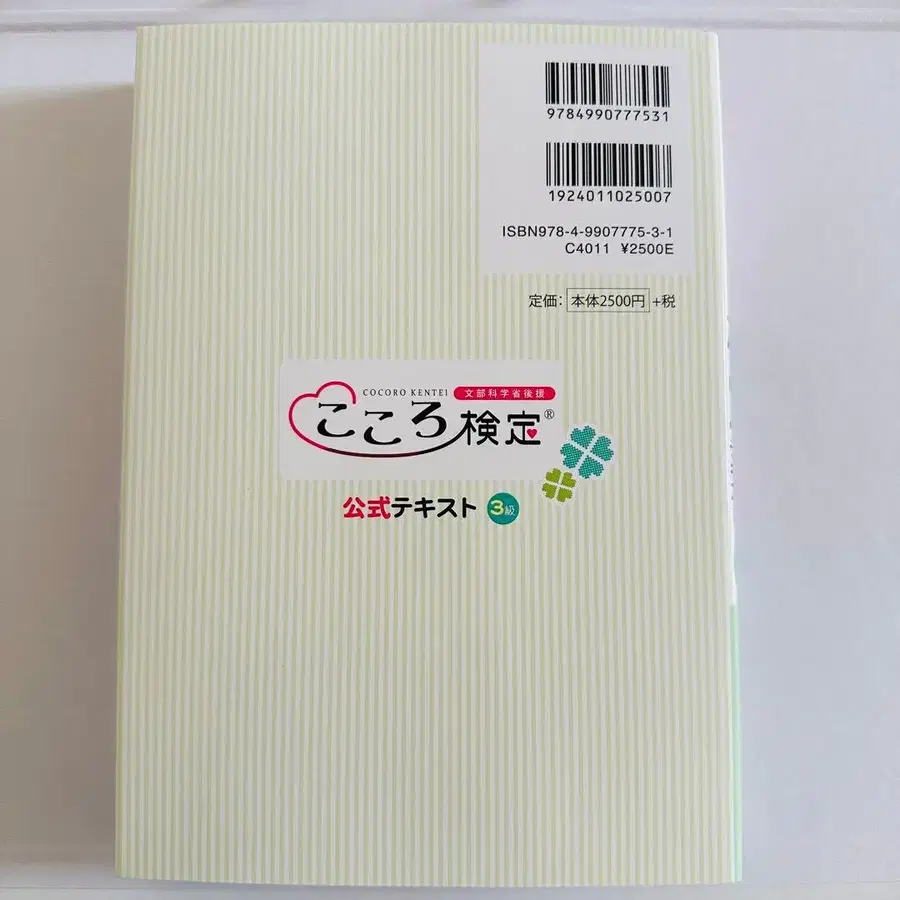 9784990777531
1924011025007
ISBN978-4-9907775-3-1
C4011 ¥2500E
定価： 本体2500円 +税
COCORO KENTEI 文部科学省後援
こころ検定®
公式テキスト 3級